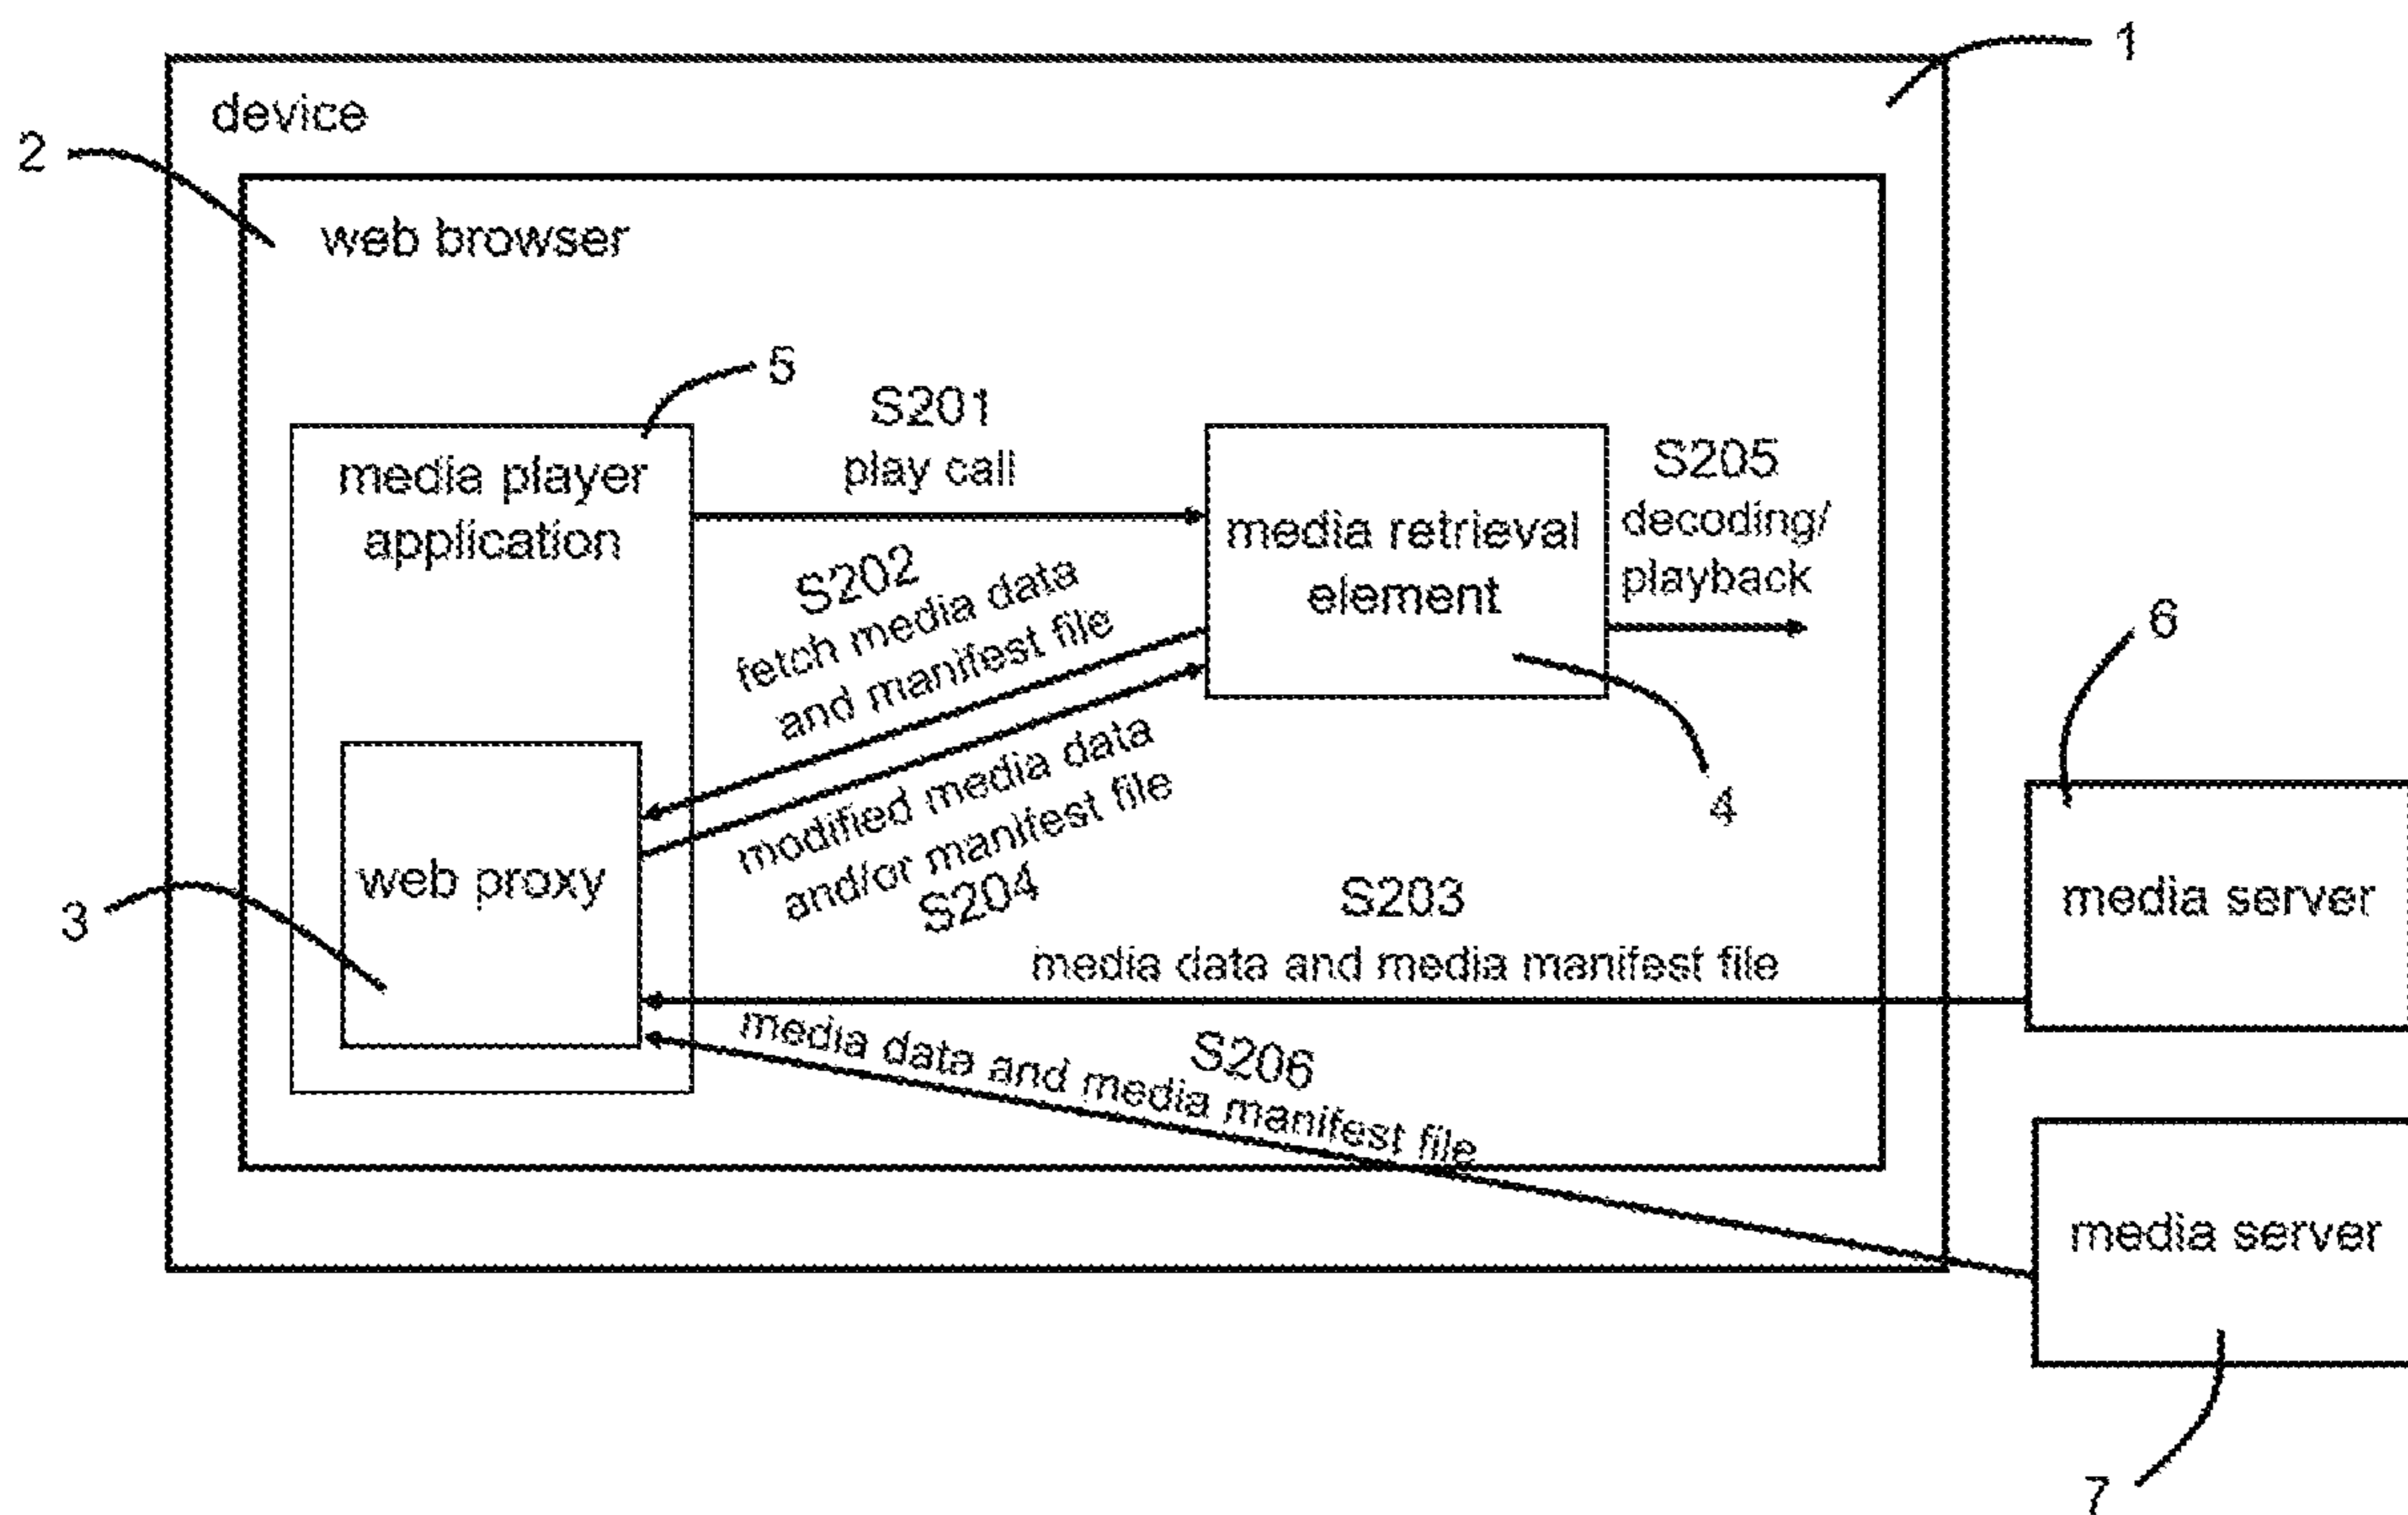 1
device
2
web browser
5
S201
play call
media player
application
S205
decoding/
playback
media retrieval
element
S202
fetch media data
and manifest file
6
modified media data
and/or manifest file
S204
4
web proxy
3
S203
media data and media manifest file
media server
S206
media data and media manifest file
media server
7